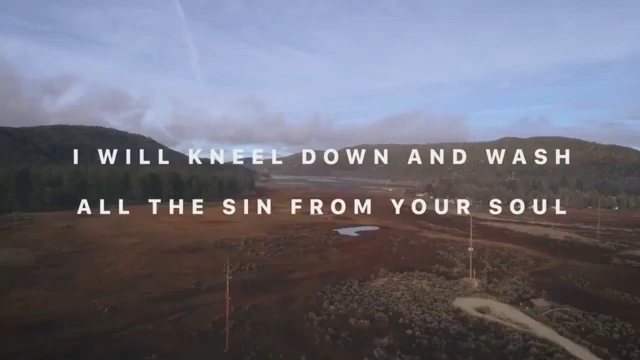 I WILL KNEEL DOWN AND WASH
ALL THE SIN FROM YOUR SOUL